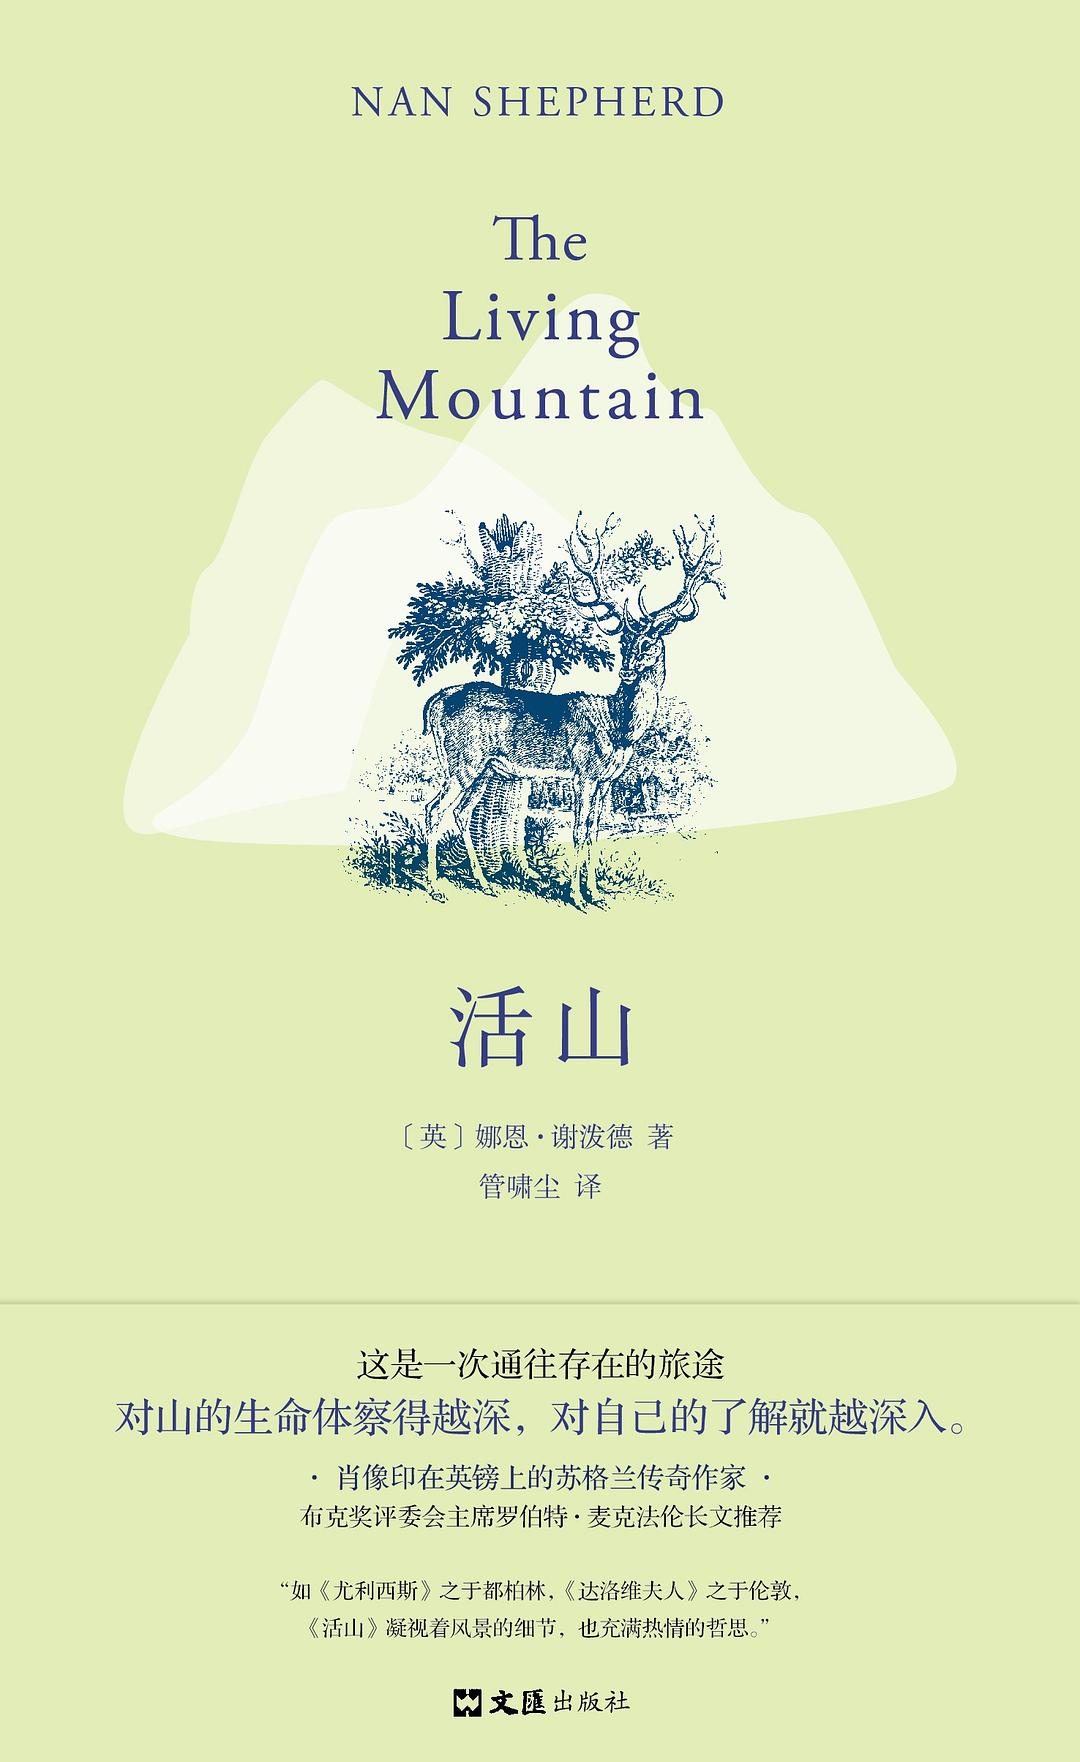 NAN SHEPHERD
The
Living
Mountain
活山
〔英〕娜恩·谢泼德 著
管啸尘 译
这是一次通往存在的旅途
对山的生命体察得越深，对自己的了解就越深入。
· 肖像印在英镑上的苏格兰传奇作家 ·
布克奖评委会主席罗伯特·麦克法伦长文推荐
“如《尤利西斯》之于都柏林，《达洛维夫人》之于伦敦，
《活山》凝视着风景的细节，也充满热情的哲思。”
文匯出版社